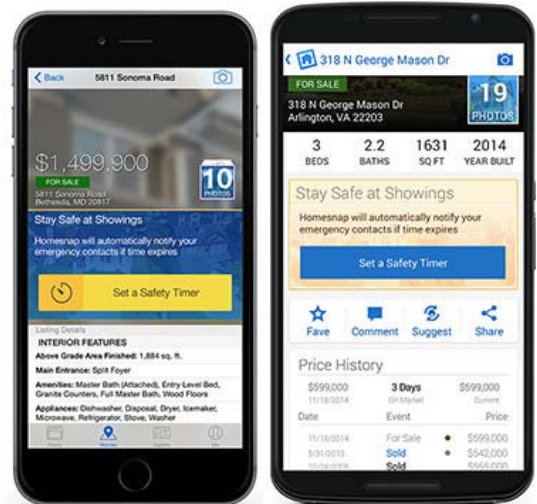 Back
5811 Sonoma Road
$1,499,900
FOR SALE
5811 Sonoma Road
Bethesda, MD 20817
10
PHOTOS
Stay Safe at Showings
Homesnap will automatically notify your
emergency contacts if time expires
Set a Safety Timer
Listing Details
INTERIOR FEATURES
Above Grade Area Finished: 1,884 sq. ft.
Main Entrance: Split Foyer
Amenities: Master Bath (Attached), Entry Level Bed,
Granite Counters, Full Master Bath, Wood Floors
Appliances: Dishwasher, Disposal, Dryer, Icemaker,
Microwave, Refrigerator, Stove, Washer
318 N George Mason Dr
FOR SALE
318 N George Mason Dr
Arlington, VA 22203
19
PHOTOS
3 2.2 1631 2014
BEDS BATHS SQ FT YEAR BUILT
Stay Safe at Showings
Homesnap will automatically notify your
emergency contacts if time expires
Set a Safety Timer
Fave Comment Suggest Share
Price History
$599,000 3 Days $599,000
11/18/2014 On Market Current
Date Event Price
11/18/2014 For Sale $599,000
5/31/2013 Sold $542,000
Sold